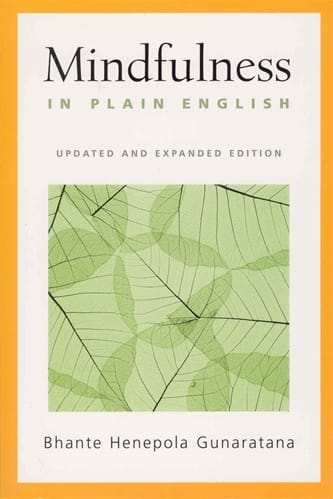 Mindfulness
IN PLAIN ENGLISH
UPDATED AND EXPANDED EDITION
Bhante Henepola Gunaratana